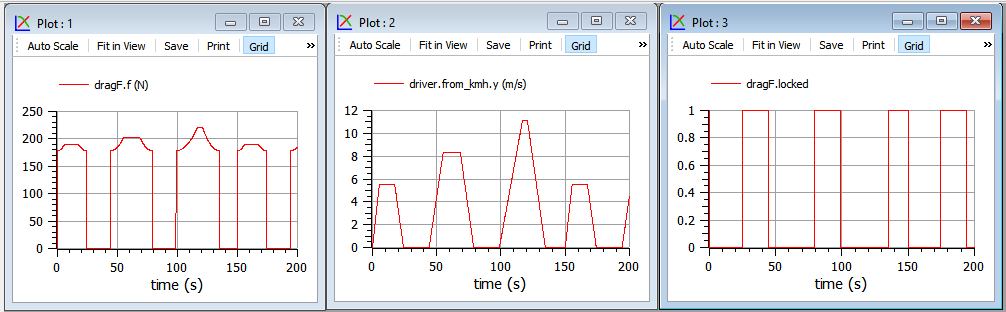 Plot : 1
Auto Scale Fit in View Save Print Grid »
dragF.f (N)
250
200
150
100
50
0
0 50 100 150 200
time (s)
Plot : 2
Auto Scale Fit in View Save Print Grid »
driver.from_kmh.y (m/s)
12
10
8
6
4
2
0
0 50 100 150 200
time (s)
Plot : 3
Auto Scale Fit in View Save Print Grid »
dragF.locked
1
0.8
0.6
0.4
0.2
0
0 50 100 150 200
time (s)